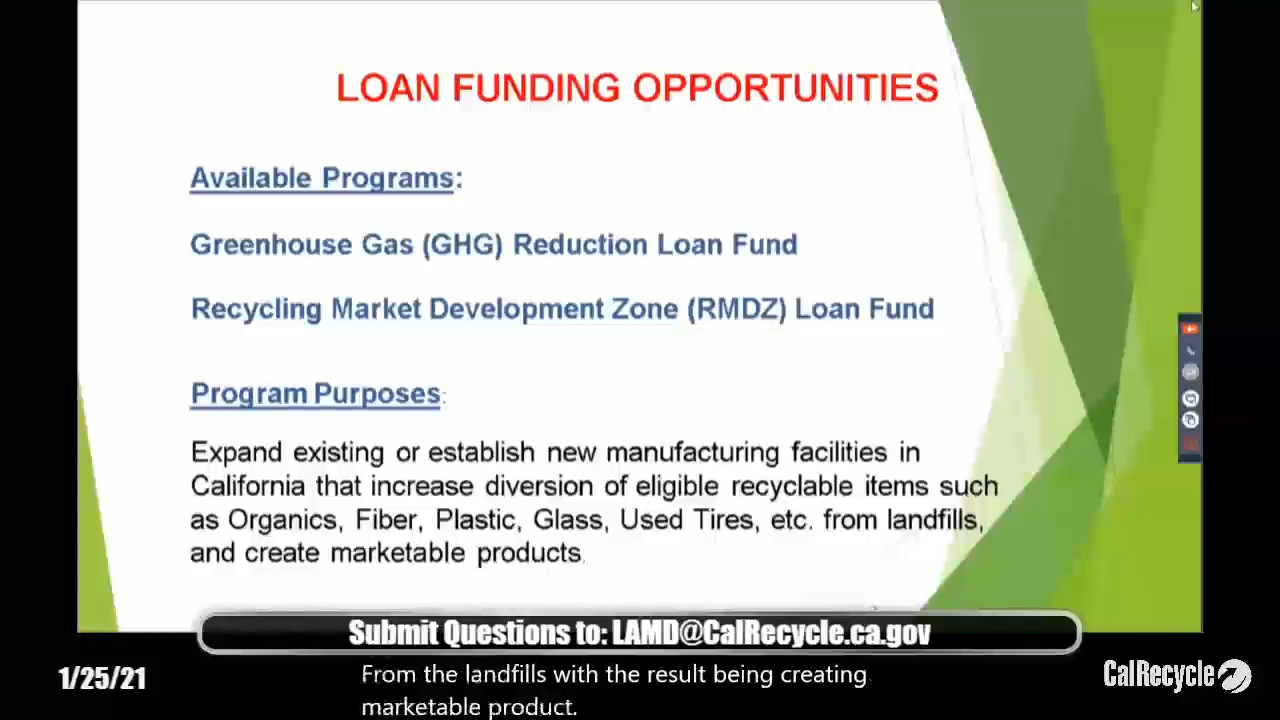 LOAN FUNDING OPPORTUNITIES
Available Programs:
Greenhouse Gas (GHG) Reduction Loan Fund
Recycling Market Development Zone (RMDZ) Loan Fund
Program Purposes:
Expand existing or establish new manufacturing facilities in
California that increase diversion of eligible recyclable items such
as Organics, Fiber, Plastic, Glass, Used Tires, etc. from landfills,
and create marketable products.
Submit Questions to: LAMD@CalRecycle.ca.gov
1/25/21
From the landfills with the result being creating
marketable product.
CalRecycle